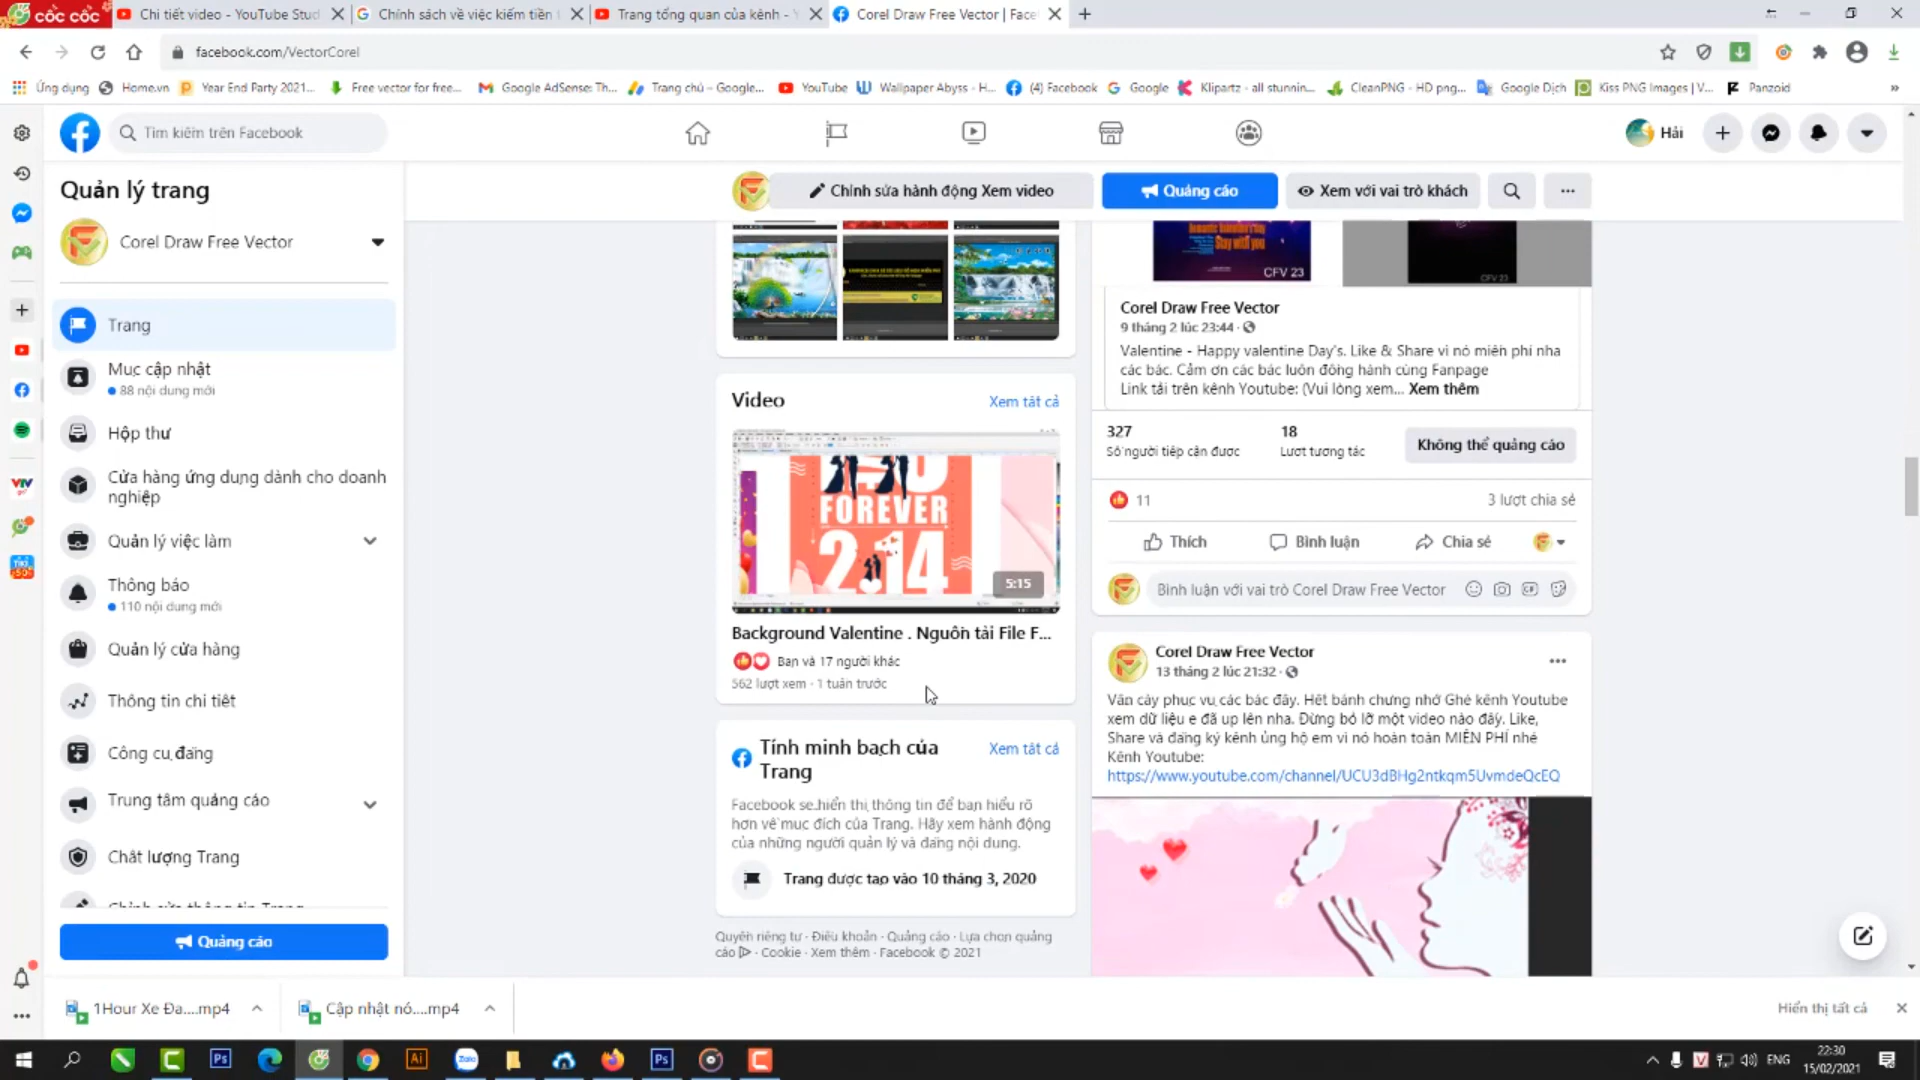 cốc cốc
Chi tiết video - YouTube Stud
Chính sách về việc kiếm tiền
Trang tổng quan của kênh - Y
Corel Draw Free Vector | Face
facebook.com/VectorCorel
Ứng dụng
Home.vn
Year End Party 2021...
Free vector for free...
Google AdSense: Th...
Trang chủ – Google...
YouTube
Wallpaper Abyss - H...
(4) Facebook
Google
Klipartz - all stunnin...
CleanPNG - HD png...
Google Dịch
Kiss PNG Images | V...
Panzoid
Tìm kiếm trên Facebook
Hải
Quản lý trang
Corel Draw Free Vector
Trang
Mục cập nhật
88 nội dung mới
Hộp thư
Cửa hàng ứng dụng dành cho doanh
nghiệp
Quản lý việc làm
Thông báo
110 nội dung mới
Quản lý cửa hàng
Thông tin chi tiết
Công cụ đăng
Trung tâm quảng cáo
Chất lượng Trang
Chỉnh sửa thông tin Trang
Quảng cáo
Chỉnh sửa hành động Xem video
Quảng cáo
Xem với vai trò khách
Video
Xem tất cả
FOREVER
2.14
5:15
Background Valentine . Nguồn tải File F...
Bạn và 17 người khác
562 lượt xem · 1 tuần trước
Tính minh bạch của
Trang
Xem tất cả
Facebook sẽ hiển thị thông tin để bạn hiểu rõ
hơn về mục đích của Trang. Hãy xem hành động
của những người quản lý và đăng nội dung.
Trang được tạo vào 10 tháng 3, 2020
Quyền riêng tư · Điều khoản · Quảng cáo · Lựa chọn quảng
cáo · Cookie · Xem thêm · Facebook © 2021
Romantic Valentine's Day
Stay with you
CFV 23
CFV 23
Corel Draw Free Vector
9 tháng 2 lúc 23:44 ·
Valentine - Happy valentine Day's. Like & Share vì nó miễn phí nha
các bác. Cảm ơn các bác luôn đồng hành cùng Fanpage
Link tải trên kênh Youtube: (Vui lòng xem... Xem thêm
327
Số người tiếp cận được
18
Lượt tương tác
Không thể quảng cáo
11
3 lượt chia sẻ
Thích
Bình luận
Chia sẻ
Bình luận với vai trò Corel Draw Free Vector
Corel Draw Free Vector
13 tháng 2 lúc 21:32 ·
Vẫn cày phục vụ các bác đây. Hết bánh chưng nhớ Ghé kênh Youtube
xem dữ liệu e đã up lên nha. Đừng bỏ lỡ một video nào đấy. Like,
Share và đăng ký kênh ủng hộ em vì nó hoàn toàn MIỄN PHÍ nhé
Kênh Youtube:
https://www.youtube.com/channel/UCU3dBHg2ntkqm5UvmdeQcEQ
1Hour Xe Đa....mp4
Cập nhật nó....mp4
Hiển thị tất cả
ENG
22:30
15/02/2021